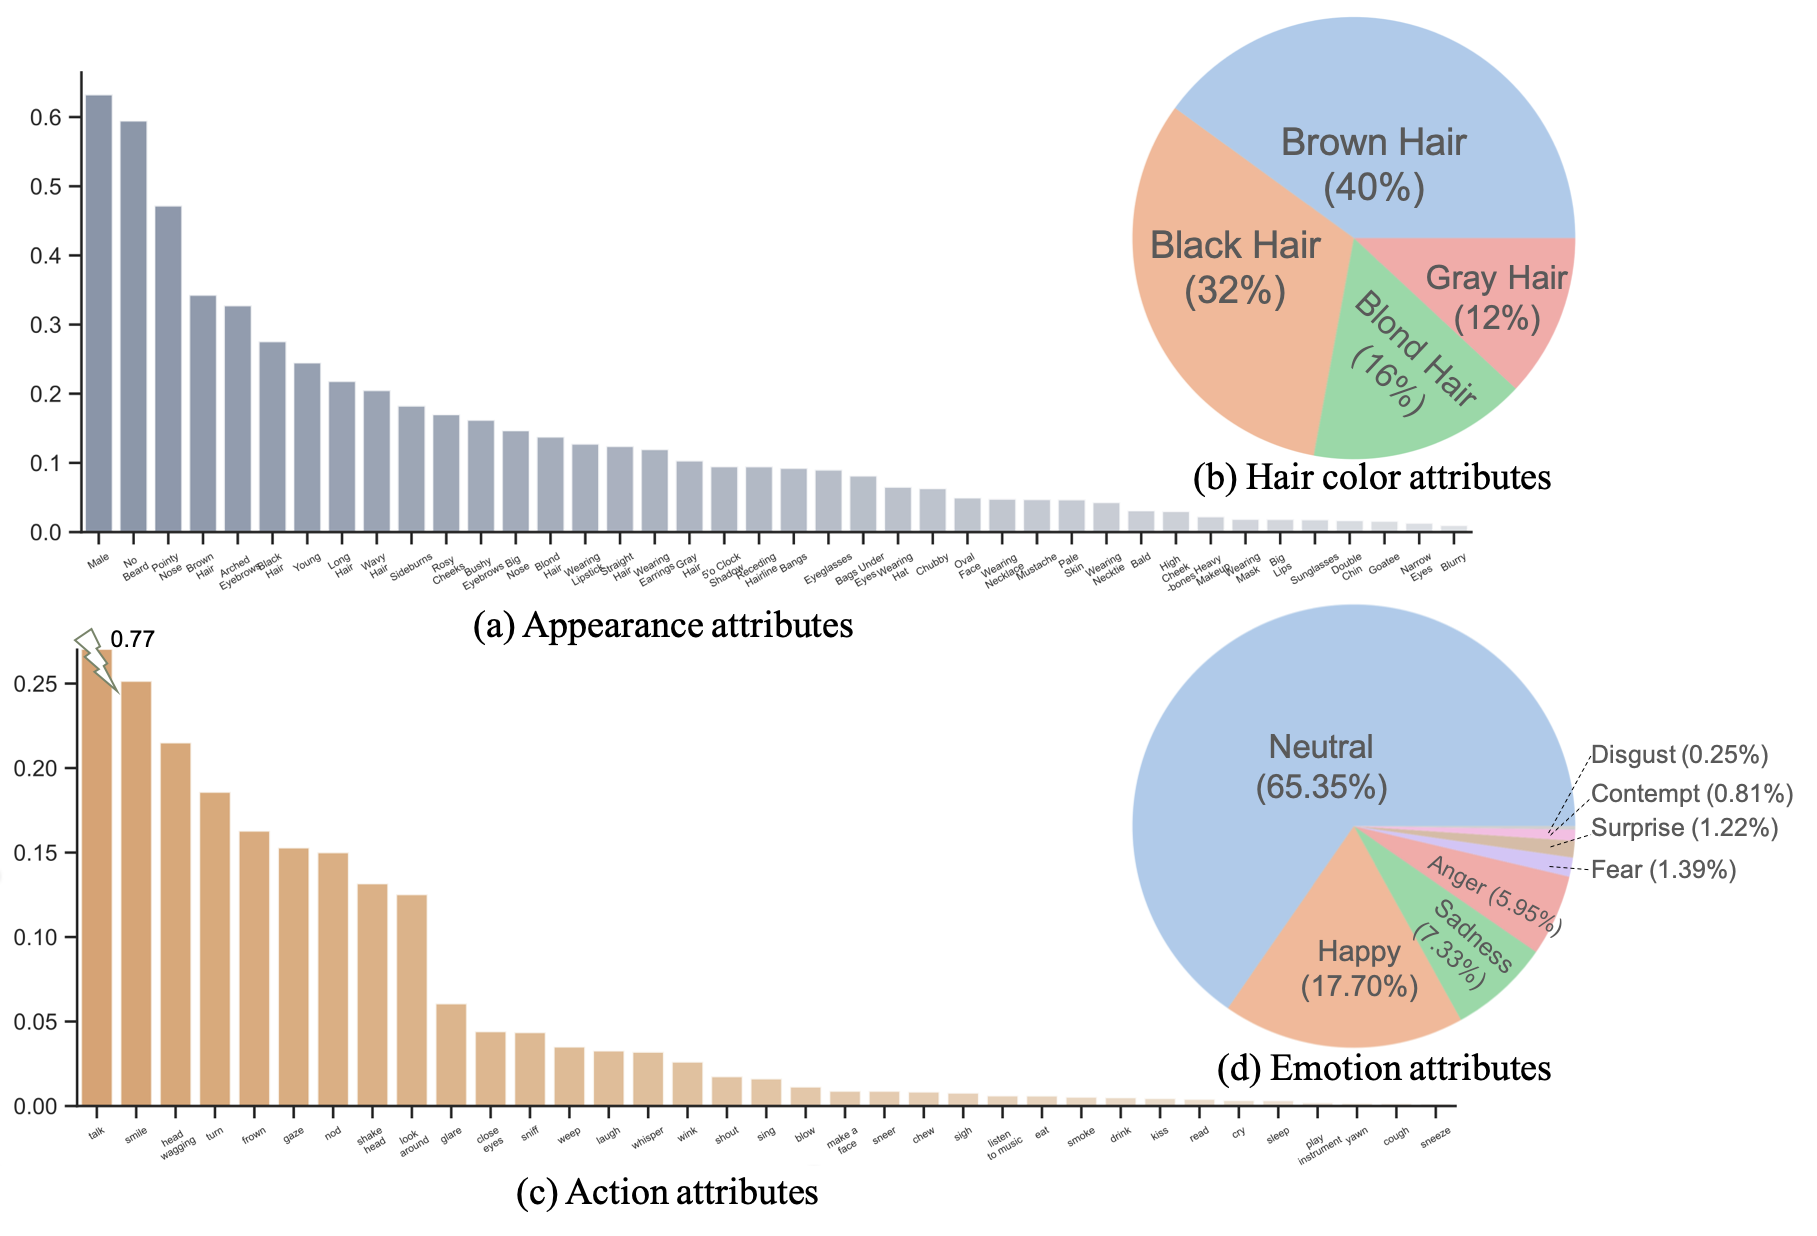 0.6
0.5
0.4
0.3
0.2
0.1
0.0
Male
No
Beard
Pointy
Nose
Brown
Hair
Arched
Eyebrows
Black
Hair
Young
Long
Hair
Wavy
Hair
Sideburns
Rosy
Cheeks
Bushy
Eyebrows
Big
Nose
Blond
Hair
Wearing
Lipstick
Straight
Hair
Wearing
Earrings
Gray
Hair
5'o Clock
Shadow
Receding
Hairline
Bangs
Eyeglasses
Bags Under
Eyes
Wearing
Hat
Chubby
Oval
Face
Wearing
Necklace
Mustache
Pale
Skin
Wearing
Necktie
Bald
High
Cheek
-bones
Heavy
Makeup
Wearing
Mask
Big
Lips
Sunglasses
Double
Chin
Goatee
Narrow
Eyes
Blurry
(a) Appearance attributes
Brown Hair
(40%)
Black Hair
(32%)
Gray Hair
(12%)
Blond Hair
(16%)
(b) Hair color attributes
0.77
0.25
0.20
0.15
0.10
0.05
0.00
talk
smile
head
wagging
turn
frown
gaze
nod
shake
head
look
around
glare
close
eyes
sniff
weep
laugh
whisper
wink
shout
sing
blow
make a
face
sneer
chew
sigh
listen
to music
eat
smoke
drink
kiss
read
cry
sleep
play
instrument
yawn
cough
sneeze
(c) Action attributes
Neutral
(65.35%)
Disgust (0.25%)
Contempt (0.81%)
Surprise (1.22%)
Fear (1.39%)
Anger (5.95%)
Sadness
(7.33%)
Happy
(17.70%)
(d) Emotion attributes